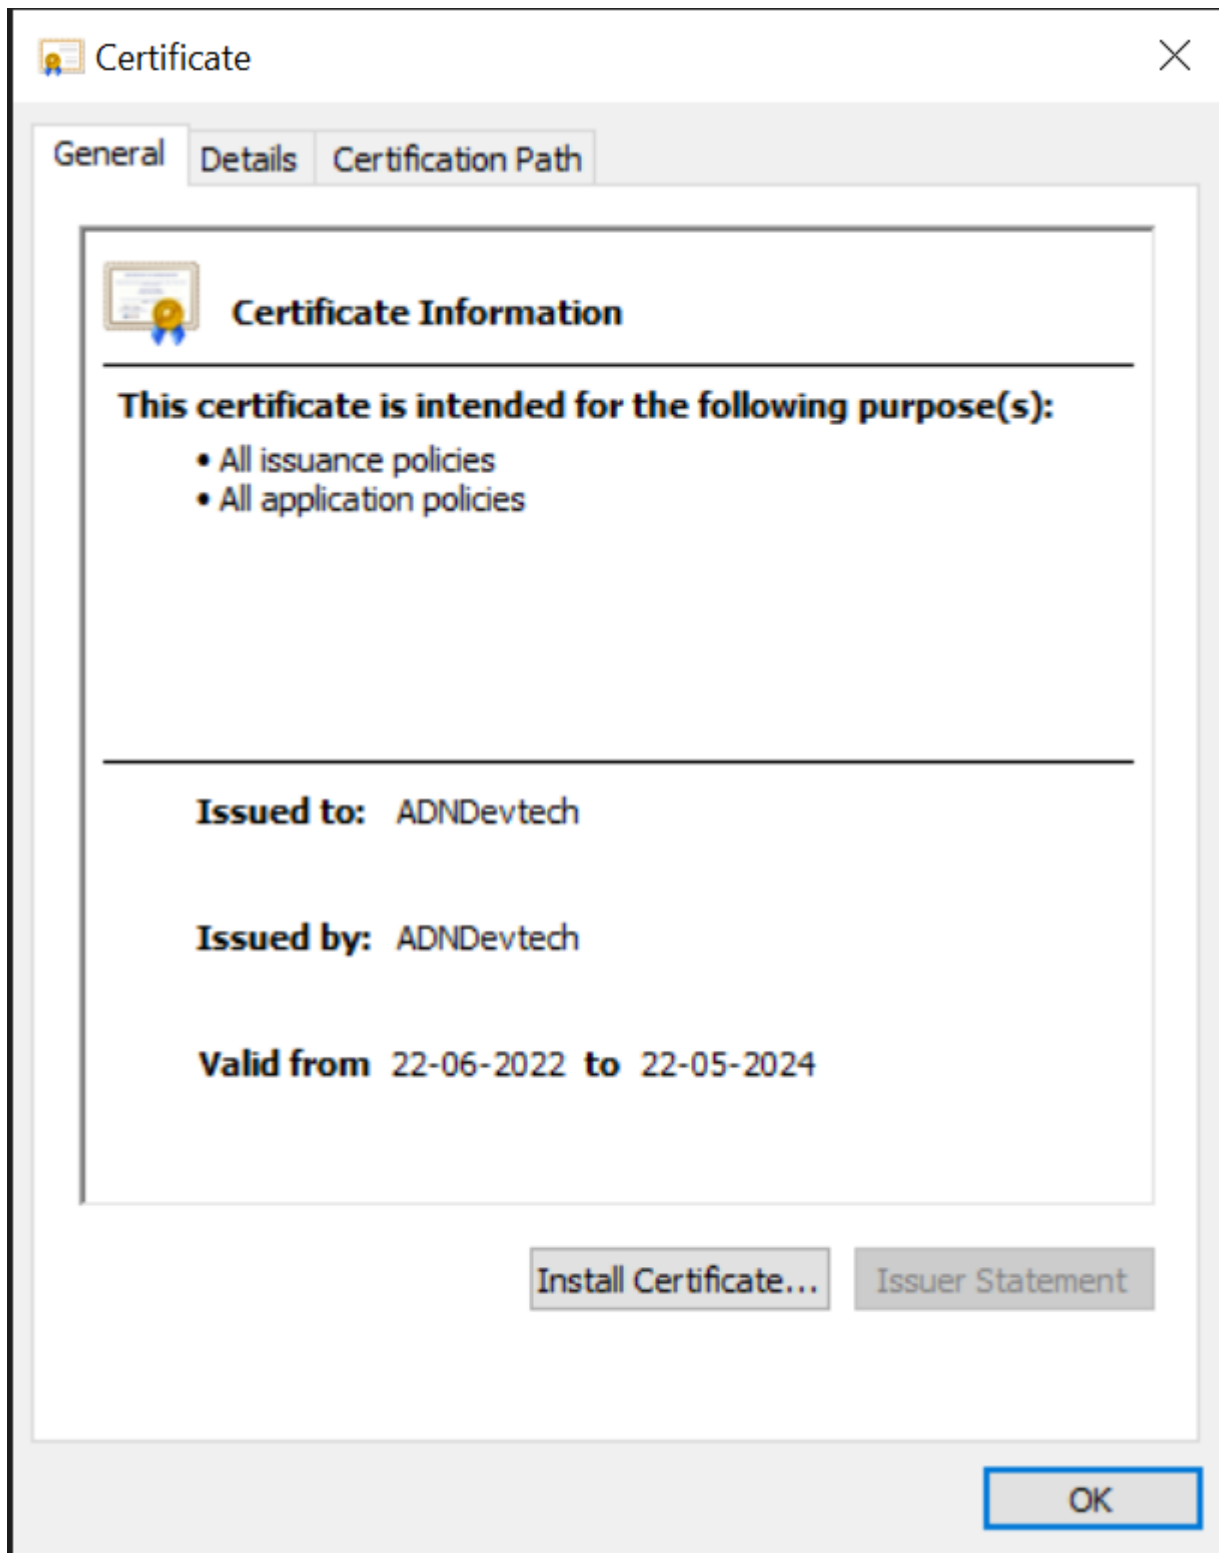 Certificate
General Details Certification Path
Certificate Information
This certificate is intended for the following purpose(s):
• All issuance policies
• All application policies
Issued to: ADNDevtech
Issued by: ADNDevtech
Valid from 22-06-2022 to 22-05-2024
Install Certificate... Issuer Statement
OK